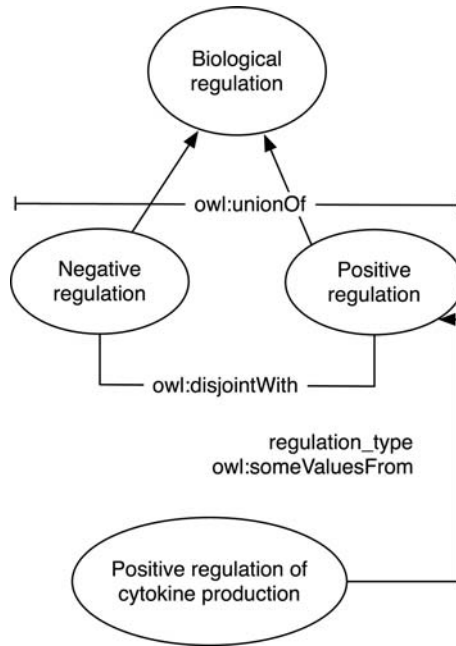 Biological
regulation
owl:unionOf
Negative
regulation
Positive
regulation
owl:disjointWith
regulation_type
owl:someValuesFrom
Positive regulation of
cytokine production